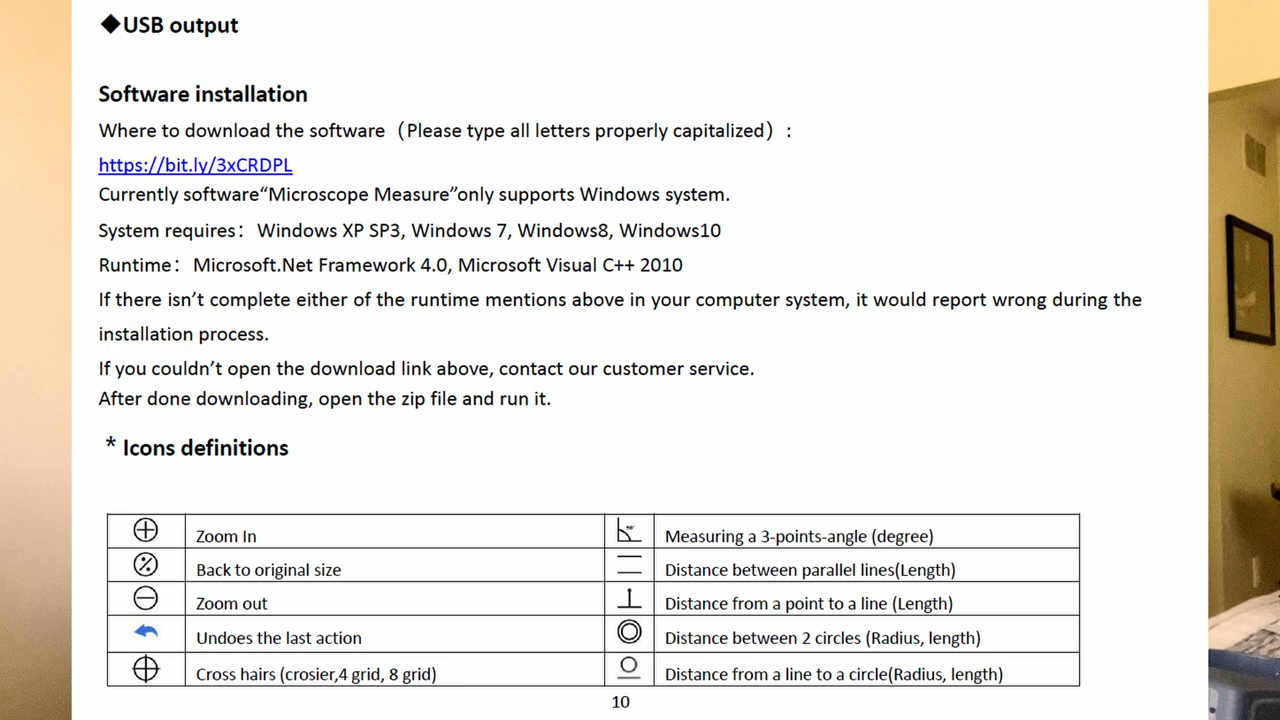 ◆USB output
Software installation
Where to download the software（Please type all letters properly capitalized）:
https://bit.ly/3xCRDPL
Currently software“Microscope Measure”only supports Windows system.
System requires：Windows XP SP3, Windows 7, Windows8, Windows10
Runtime：Microsoft.Net Framework 4.0, Microsoft Visual C++ 2010
If there isn’t complete either of the runtime mentions above in your computer system, it would report wrong during the
installation process.
If you couldn’t open the download link above, contact our customer service.
After done downloading, open the zip file and run it.
* Icons definitions
Zoom In
Measuring a 3-points-angle (degree)
Back to original size
Distance between parallel lines(Length)
Zoom out
Distance from a point to a line (Length)
Undoes the last action
Distance between 2 circles (Radius, length)
Cross hairs (crosier,4 grid, 8 grid)
Distance from a line to a circle(Radius, length)
10